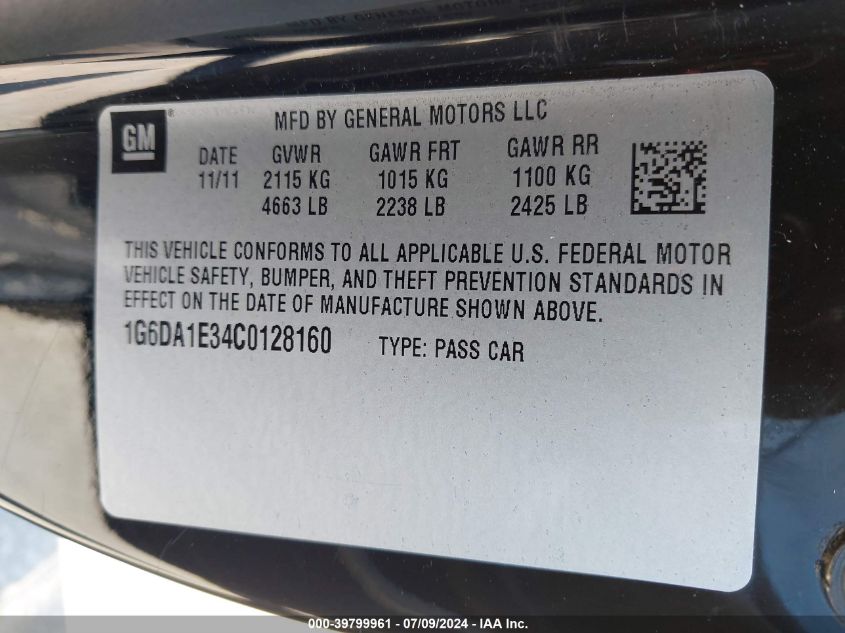 MFD BY GENERAL MOTORS LLC
GM
DATE GVWR GAWR FRT GAWR RR
11/11 2115 KG 1015 KG 1100 KG
4663 LB 2238 LB 2425 LB
THIS VEHICLE CONFORMS TO ALL APPLICABLE U.S. FEDERAL MOTOR
VEHICLE SAFETY, BUMPER, AND THEFT PREVENTION STANDARDS IN
EFFECT ON THE DATE OF MANUFACTURE SHOWN ABOVE.
1G6DA1E34C0128160 TYPE: PASS CAR
000-39799961 / 07/09/2024 - IAA Inc.